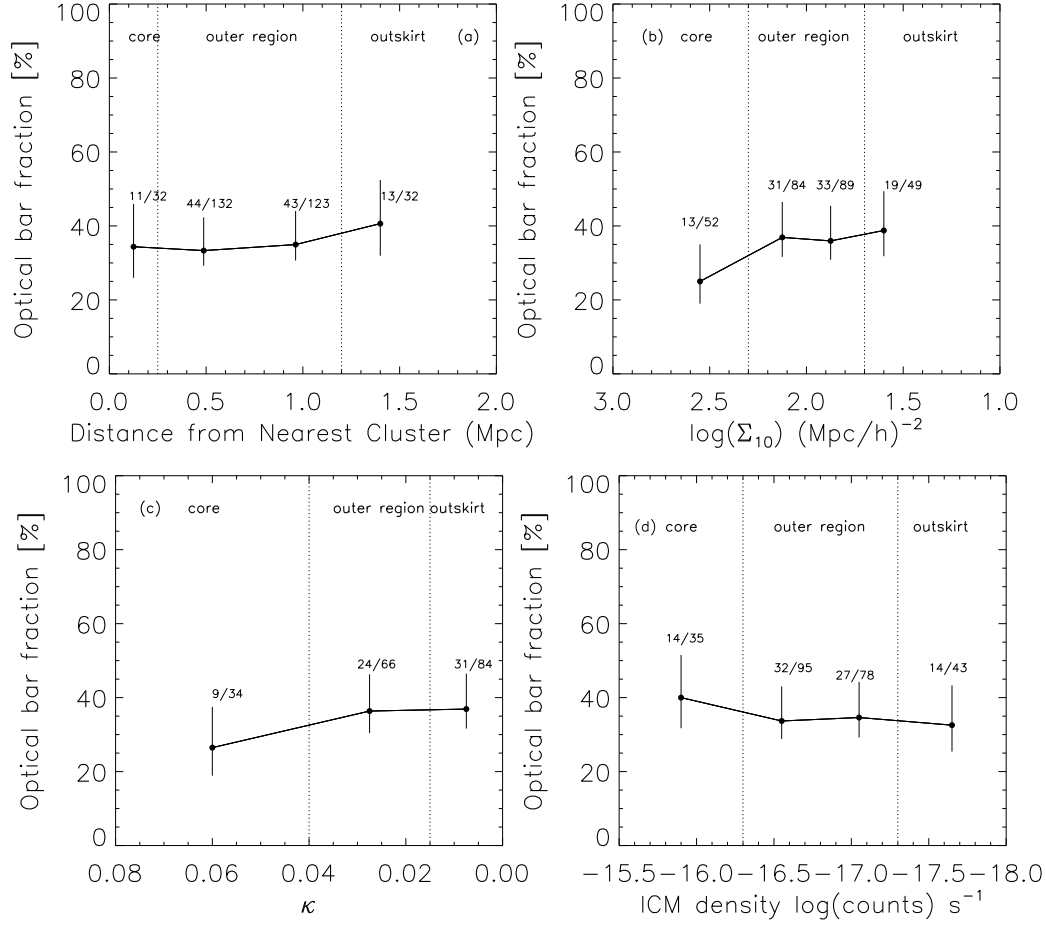 core outer region outskirt (a)
11/32 44/132 43/123 13/32
Optical bar fraction [%]
100
80
60
40
20
0
0.0 0.5 1.0 1.5 2.0
Distance from Nearest Cluster (Mpc)
(b) core outer region outskirt
13/52 31/84 33/89 19/49
Optical bar fraction [%]
100
80
60
40
20
0
3.0 2.5 2.0 1.5 1.0
log(Σ₁₀) (Mpc/h)⁻²
(c) core outer region outskirt
9/34 24/66 31/84
Optical bar fraction [%]
100
80
60
40
20
0
0.08 0.06 0.04 0.02 0.00
κ
(d) core outer region outskirt
14/35 32/95 27/78 14/43
Optical bar fraction [%]
100
80
60
40
20
0
−15.5 −16.0 −16.5 −17.0 −17.5 −18.0
ICM density log(counts) s⁻¹